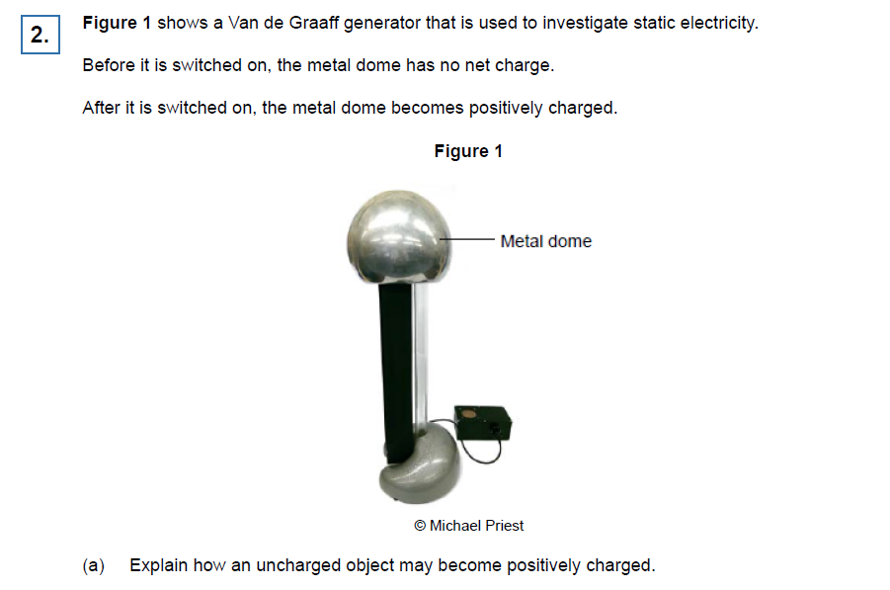 2.
Figure 1 shows a Van de Graaff generator that is used to investigate static electricity.
Before it is switched on, the metal dome has no net charge.
After it is switched on, the metal dome becomes positively charged.
Figure 1
Metal dome
© Michael Priest
(a) Explain how an uncharged object may become positively charged.